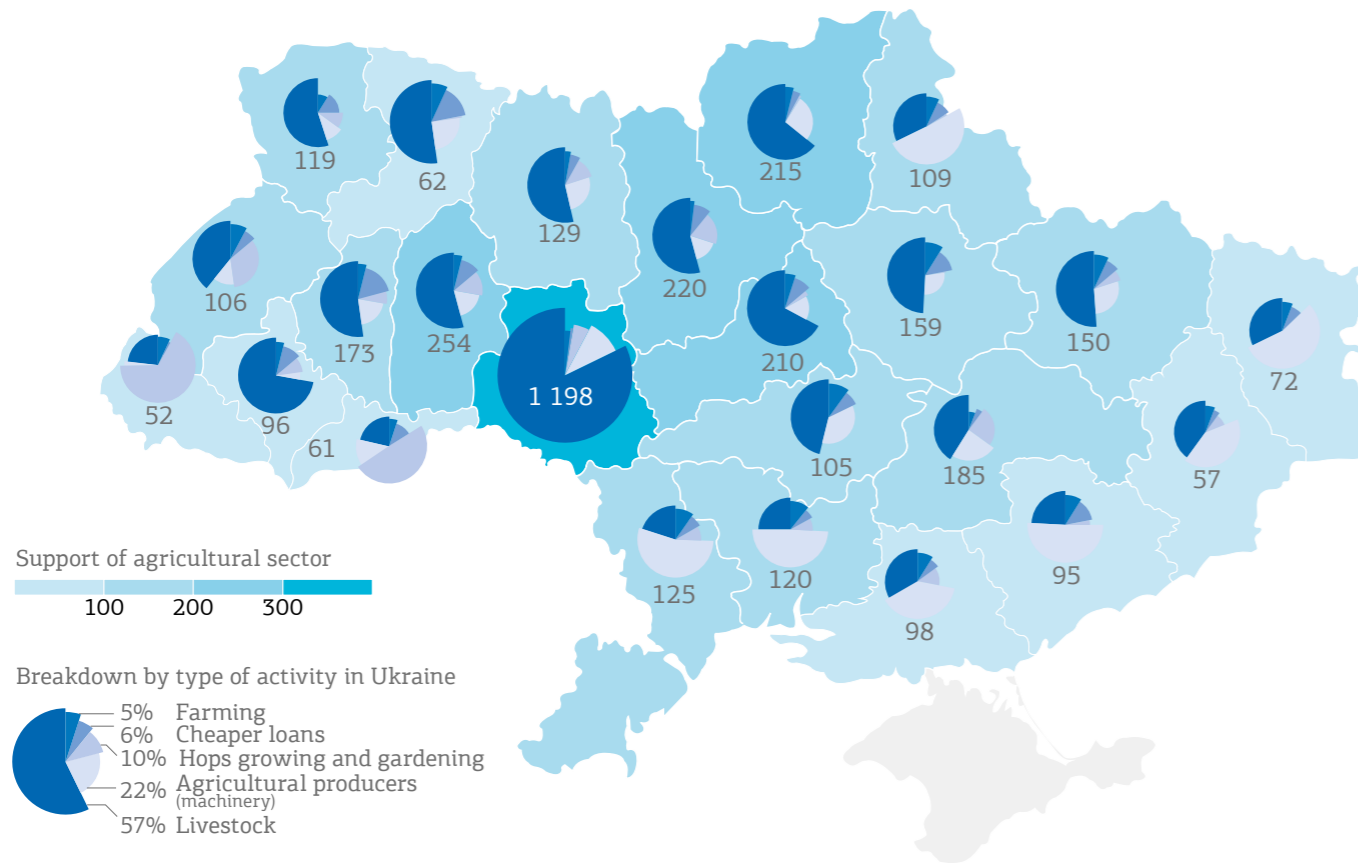 119
62
129
215
109
106
173
254
220
210
159
150
72
52
96
61
1 198
105
185
57
125
120
98
95
Support of agricultural sector
100 200 300
Breakdown by type of activity in Ukraine
5% Farming
6% Cheaper loans
10% Hops growing and gardening
22% Agricultural producers
(machinery)
57% Livestock